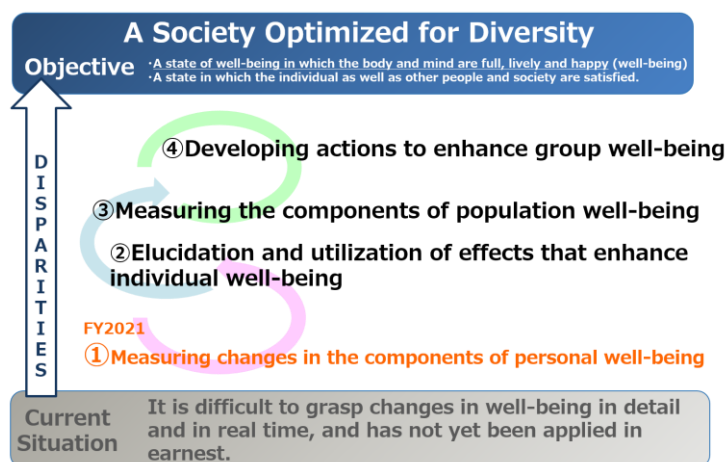 A Society Optimized for Diversity
Objective
・A state of well-being in which the body and mind are full, lively and happy (well-being)
・A state in which the individual as well as other people and society are satisfied.
DISPARITIES
④Developing actions to enhance group well-being
③Measuring the components of population well-being
②Elucidation and utilization of effects that enhance
individual well-being
FY2021
①Measuring changes in the components of personal well-being
Current
Situation
It is difficult to grasp changes in well-being in detail
and in real time, and has not yet been applied in
earnest.